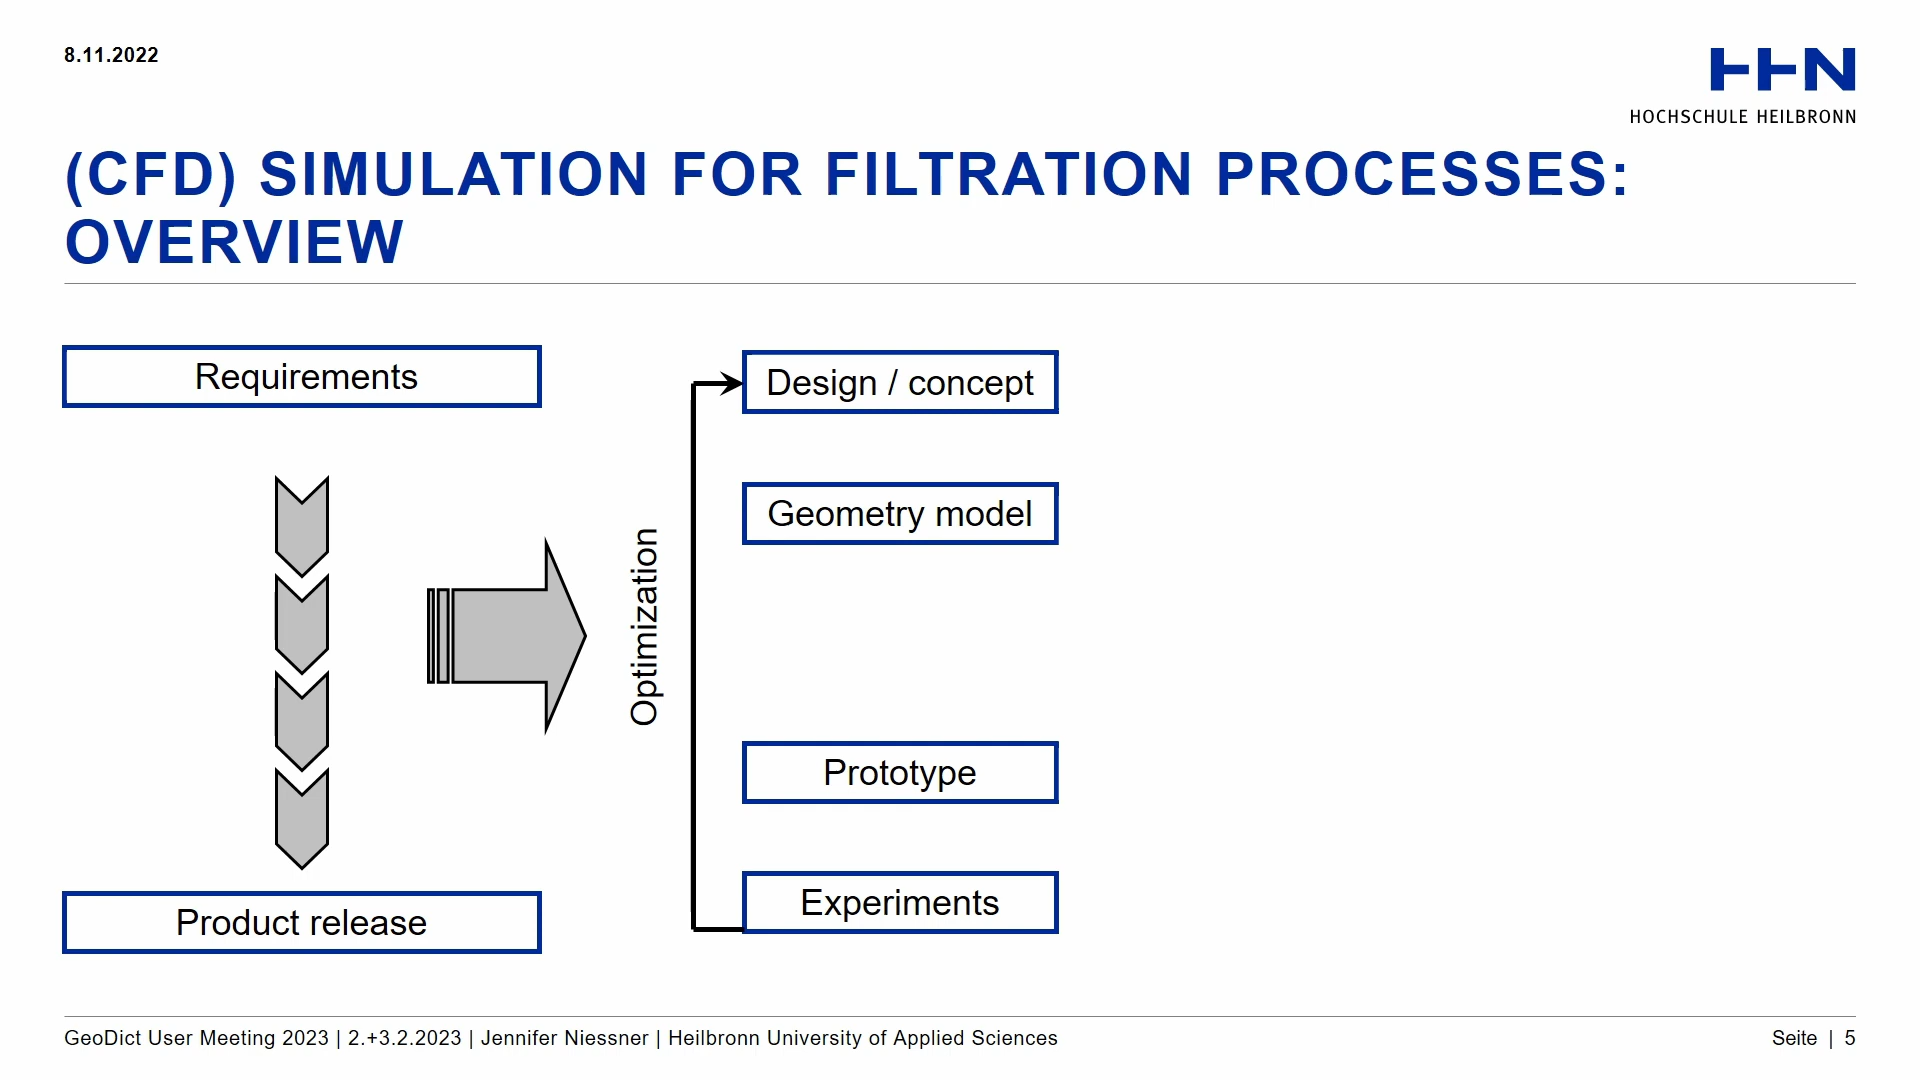 8.11.2022
HHN
HOCHSCHULE HEILBRONN
(CFD) SIMULATION FOR FILTRATION PROCESSES:
OVERVIEW
Requirements
Product release
Optimization
Design / concept
Geometry model
Prototype
Experiments
GeoDict User Meeting 2023 | 2.+3.2.2023 | Jennifer Niessner | Heilbronn University of Applied Sciences
Seite | 5